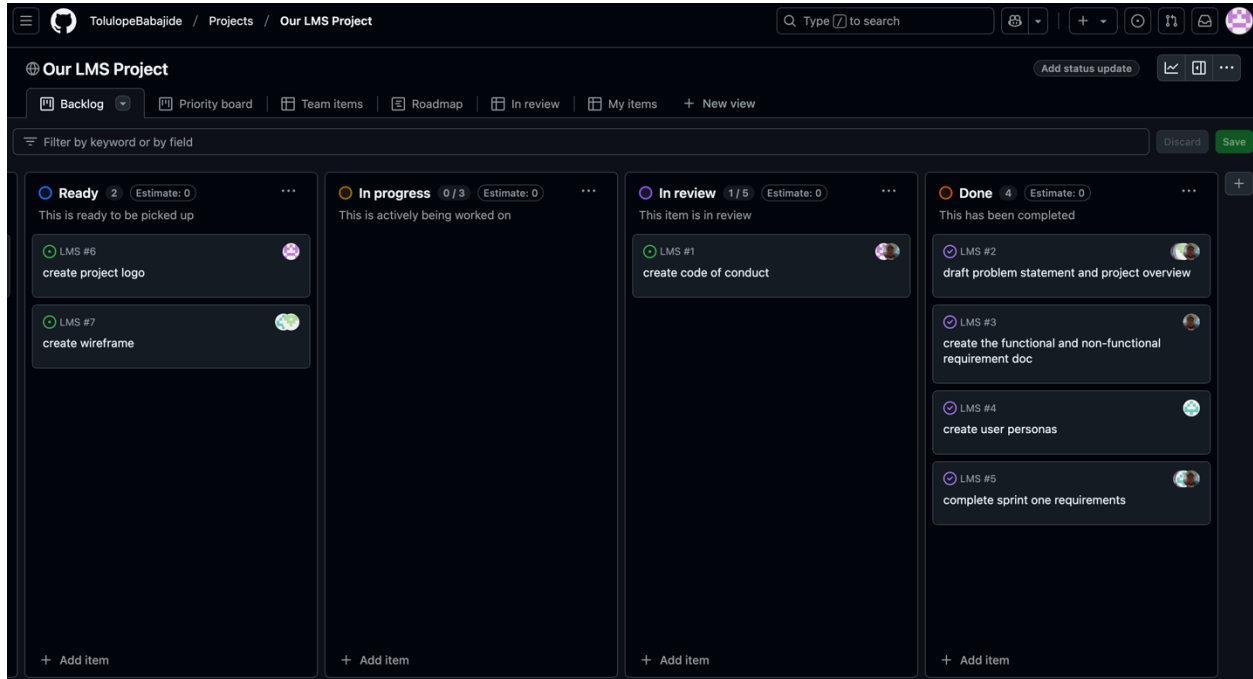 TolulopeBabajide / Projects / Our LMS Project
Type / to search
Our LMS Project
Add status update
Backlog
Priority board
Team items
Roadmap
In review
My items
+ New view
Filter by keyword or by field
Discard
Save
Ready 2 Estimate: 0
This is ready to be picked up
LMS #6
create project logo
LMS #7
create wireframe
+ Add item
In progress 0 / 3 Estimate: 0
This is actively being worked on
+ Add item
In review 1 / 5 Estimate: 0
This item is in review
LMS #1
create code of conduct
+ Add item
Done 4 Estimate: 0
This has been completed
LMS #2
draft problem statement and project overview
LMS #3
create the functional and non-functional
requirement doc
LMS #4
create user personas
LMS #5
complete sprint one requirements
+ Add item